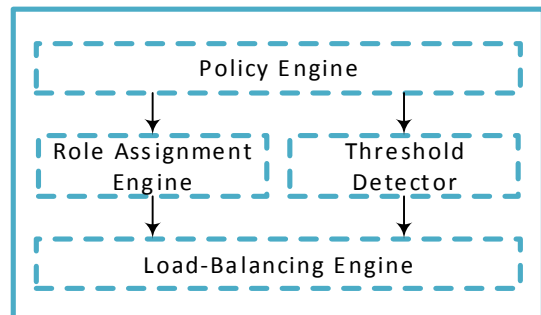 Policy Engine
Role Assignment
Engine
Threshold
Detector
Load-Balancing Engine